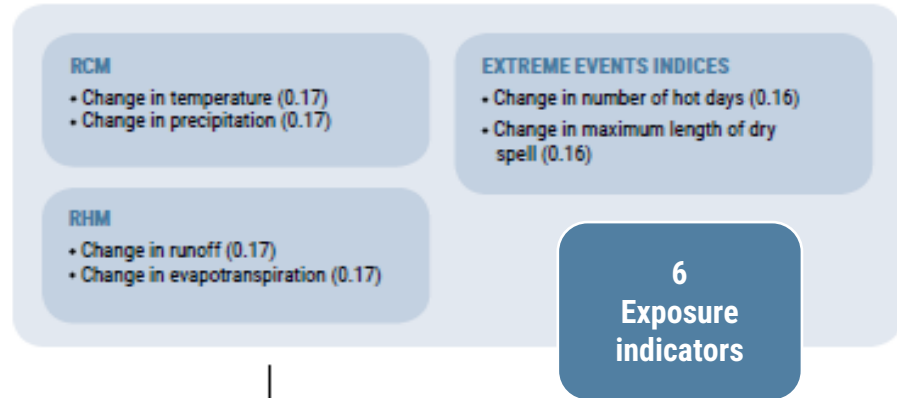 RCM
• Change in temperature (0.17)
• Change in precipitation (0.17)
EXTREME EVENTS INDICES
• Change in number of hot days (0.16)
• Change in maximum length of dry
spell (0.16)
RHM
• Change in runoff (0.17)
• Change in evapotranspiration (0.17)
6
Exposure
indicators